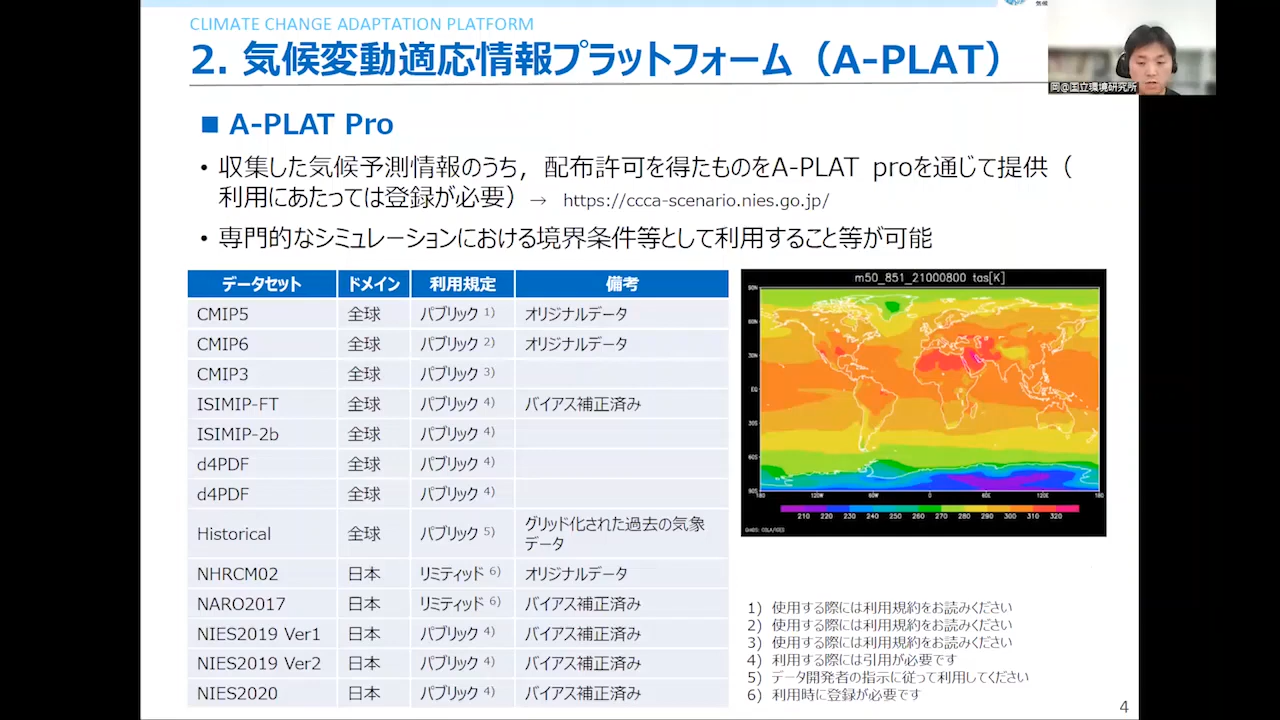 CLIMATE CHANGE ADAPTATION PLATFORM
2. 気候変動適応情報プラットフォーム（A-PLAT）
岡@国立環境研究所
■ A-PLAT Pro
・収集した気候予測情報のうち，配布許可を得たものをA-PLAT proを通じて提供（
利用にあたっては登録が必要）→ https://ccca-scenario.nies.go.jp/
・専門的なシミュレーションにおける境界条件等として利用すること等が可能
データセット ドメイン 利用規定 備考
CMIP5 全球 パブリック 1) オリジナルデータ
CMIP6 全球 パブリック 2) オリジナルデータ
CMIP3 全球 パブリック 3)
ISIMIP-FT 全球 パブリック 4) バイアス補正済み
ISIMIP-2b 全球 パブリック 4)
d4PDF 全球 パブリック 4)
d4PDF 全球 パブリック 4)
Historical 全球 パブリック 5) グリッド化された過去の気象
データ
NHRCM02 日本 リミティッド 6) オリジナルデータ
NARO2017 日本 リミティッド 6) バイアス補正済み
NIES2019 Ver1 日本 パブリック 4) バイアス補正済み
NIES2019 Ver2 日本 パブリック 4) バイアス補正済み
NIES2020 日本 パブリック 4) バイアス補正済み
m50_851_21000800 tas[K]
90N
60N
30N
EQ
30S
60S
90S
180 120W 60W 0 60E 120E 180
210 220 230 240 250 260 270 280 290 300 310 320
GrADS: COLA/IGES
1) 使用する際には利用規約をお読みください
2) 使用する際には利用規約をお読みください
3) 使用する際には利用規約をお読みください
4) 利用する際には引用が必要です
5) データ開発者の指示に従って利用してください
6) 利用時に登録が必要です
4